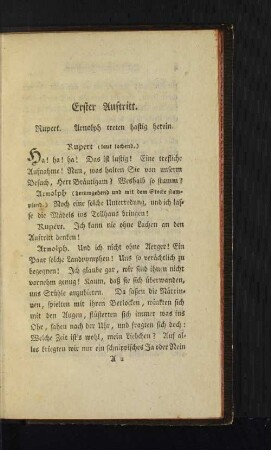 Erster Auftritt.
Rupert. Arnolph treten hastig herein.
Rupert (laut lachend.)
Ha! ha! ha! Das ist lustig! Eine trefliche
Aufnahme! Nun, was halten Sie von unserm
Besuch, Herr Bräutigam? Weshalb so stumm?
Arnolph (herumgehend und mit dem Stocke stam-
pfend.) Noch eine solche Unterredung, und ich las-
se die Mädels ins Tollhaus bringen!
Rupert. Ich kann nie ohne Lachen an den
Auftritt denken!
Arnolph. Und ich nicht ohne Aerger! Ein
Paar solche Landnymphen! Uns so verächtlich zu
begegnen! Ich glaube gar, wir sind ihnen nicht
vornehm genug! Kaum, daß sie sich überwanden,
uns Stühle anzubieten. Da saßen die Närrin-
nen, spielten mit ihren Berlocken, winkten sich
mit den Augen, flüsterten sich immer was ins
Ohr, sahen nach der Uhr, und fragten sich doch:
Welche Zeit ist's wohl, mein Liebchen? Auf al-
les kriegten wir nur ein schnippisches Ja oder Nein
A 2